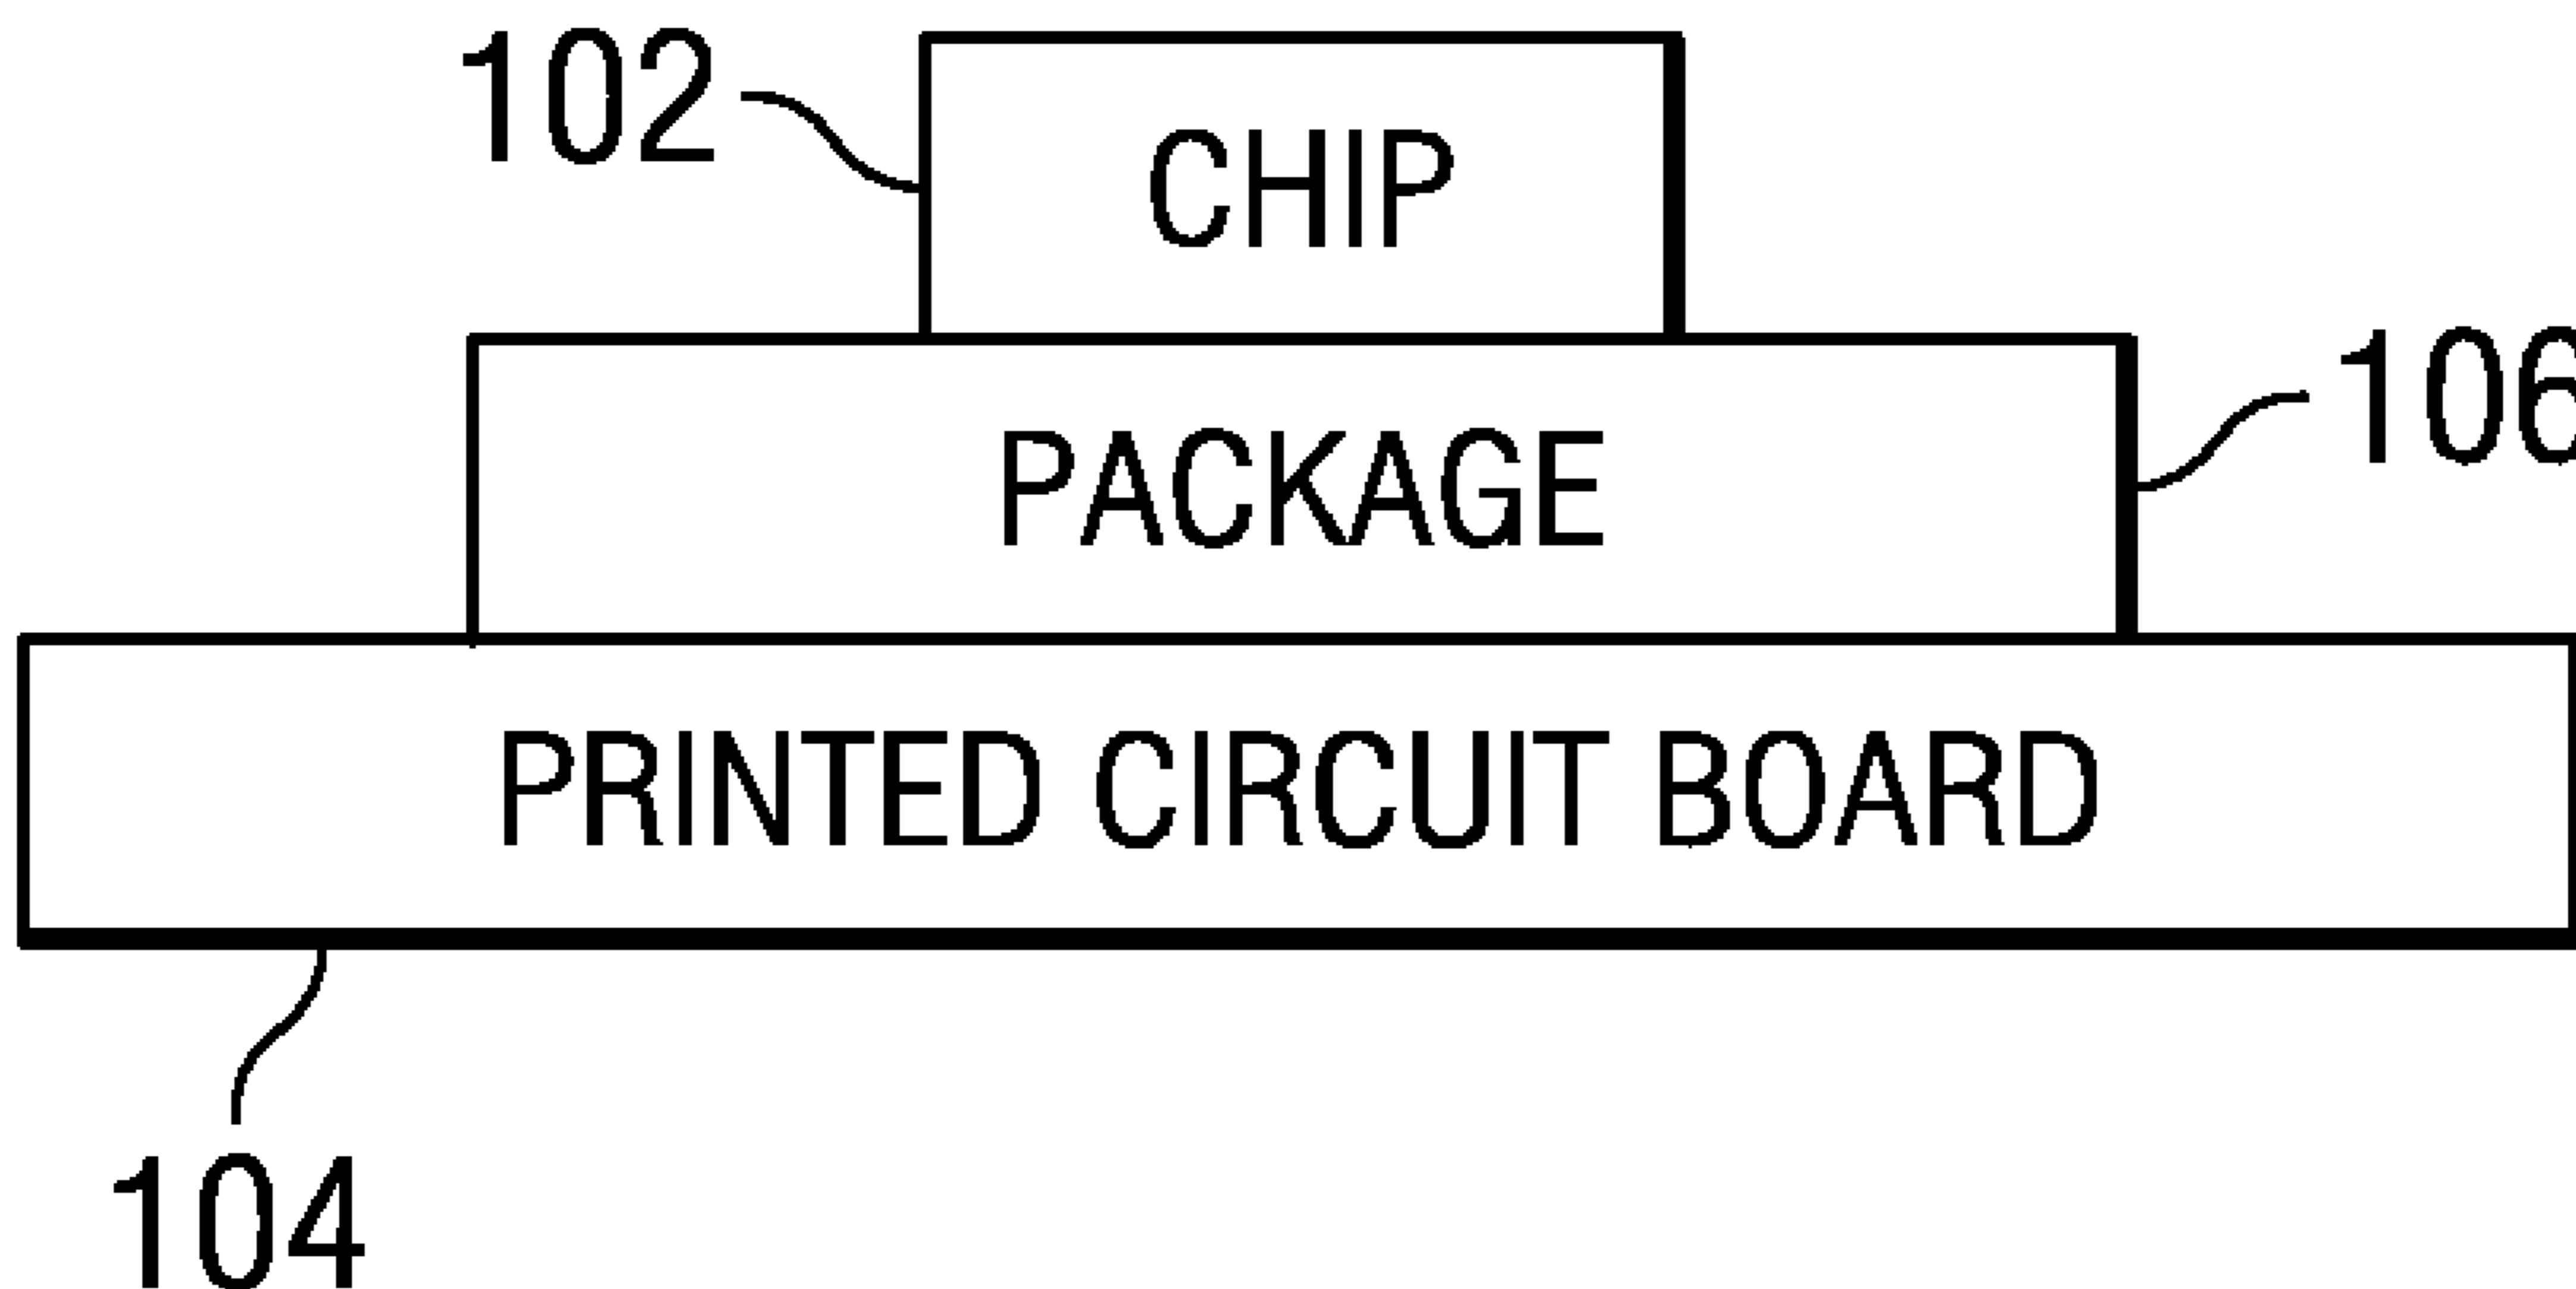 102
CHIP
106
PACKAGE
PRINTED CIRCUIT BOARD
104